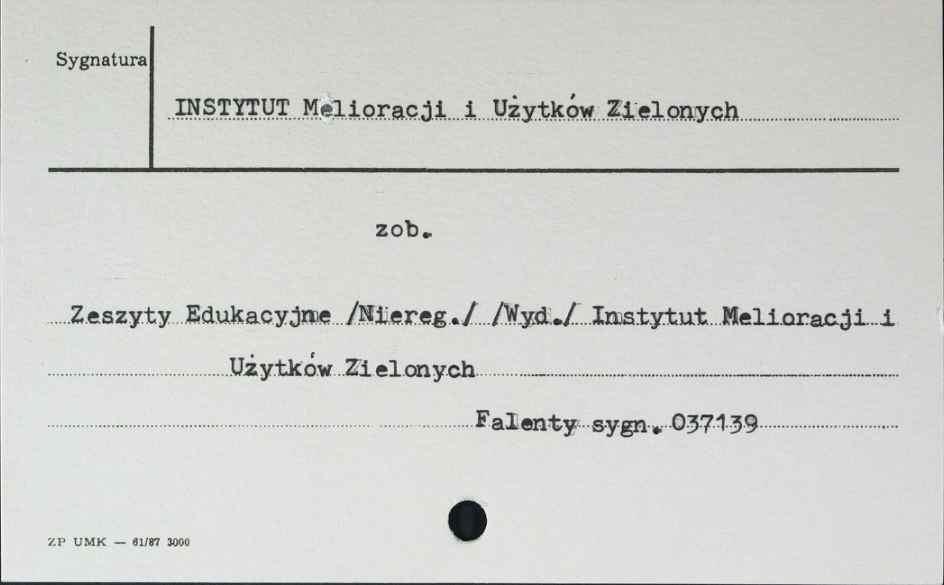 Sygnatura
INSTYTUT Melioracji i Użytków Zielonych
zob.
Zeszyty Edukacyjne /Niereg./ /Wyd./ Instytut Melioracji i
Użytków Zielonych
Falenty sygn. 037139
ZP UMK — 61/87 3000